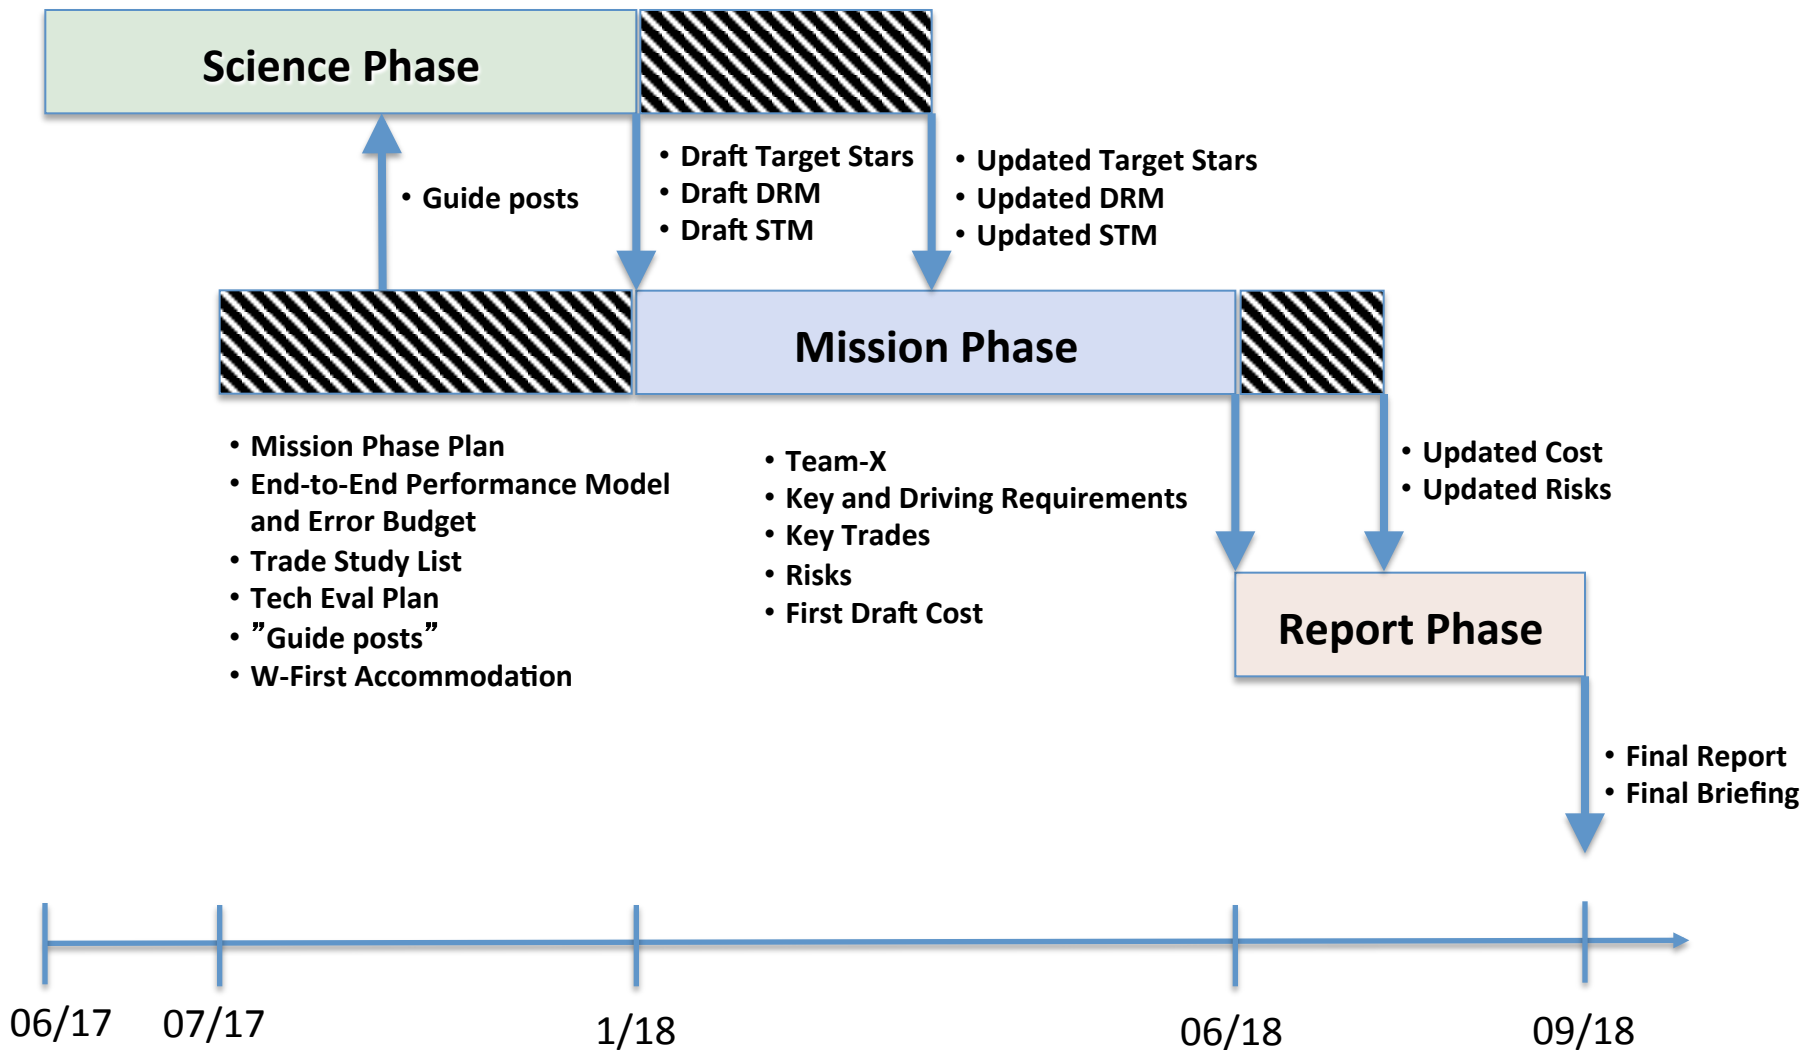 Science Phase
• Guide posts
• Draft Target Stars
• Draft DRM
• Draft STM
• Updated Target Stars
• Updated DRM
• Updated STM
Mission Phase
• Mission Phase Plan
• End-to-End Performance Model
and Error Budget
• Trade Study List
• Tech Eval Plan
• ”Guide posts”
• W-First Accommodation
• Team-X
• Key and Driving Requirements
• Key Trades
• Risks
• First Draft Cost
• Updated Cost
• Updated Risks
Report Phase
• Final Report
• Final Briefing
06/17
07/17
1/18
06/18
09/18